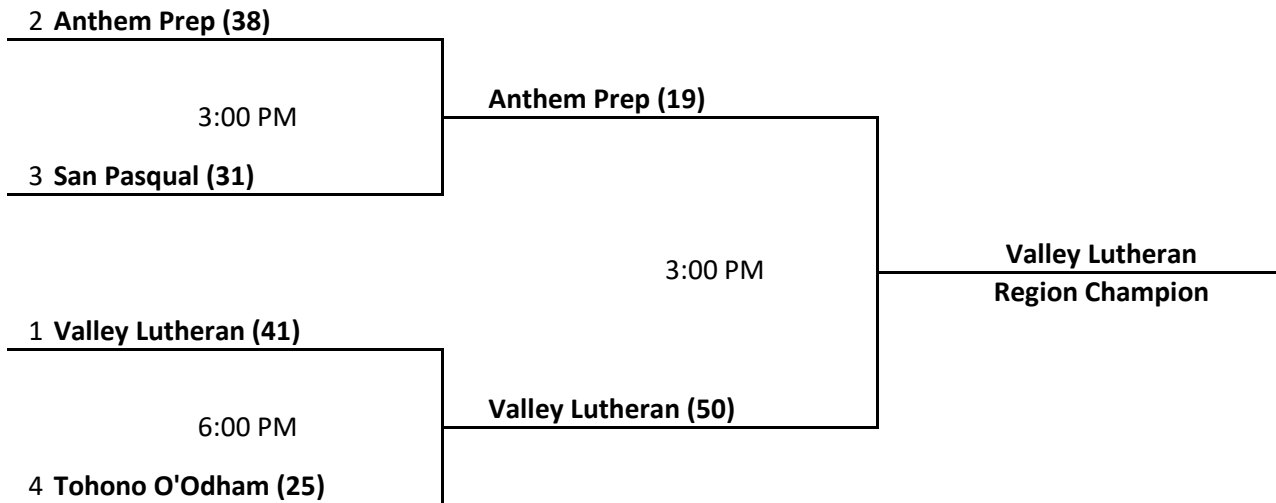 2 Anthem Prep (38)
3:00 PM
3 San Pasqual (31)
Anthem Prep (19)
3:00 PM
1 Valley Lutheran (41)
6:00 PM
4 Tohono O'Odham (25)
Valley Lutheran (50)
Valley Lutheran
Region Champion